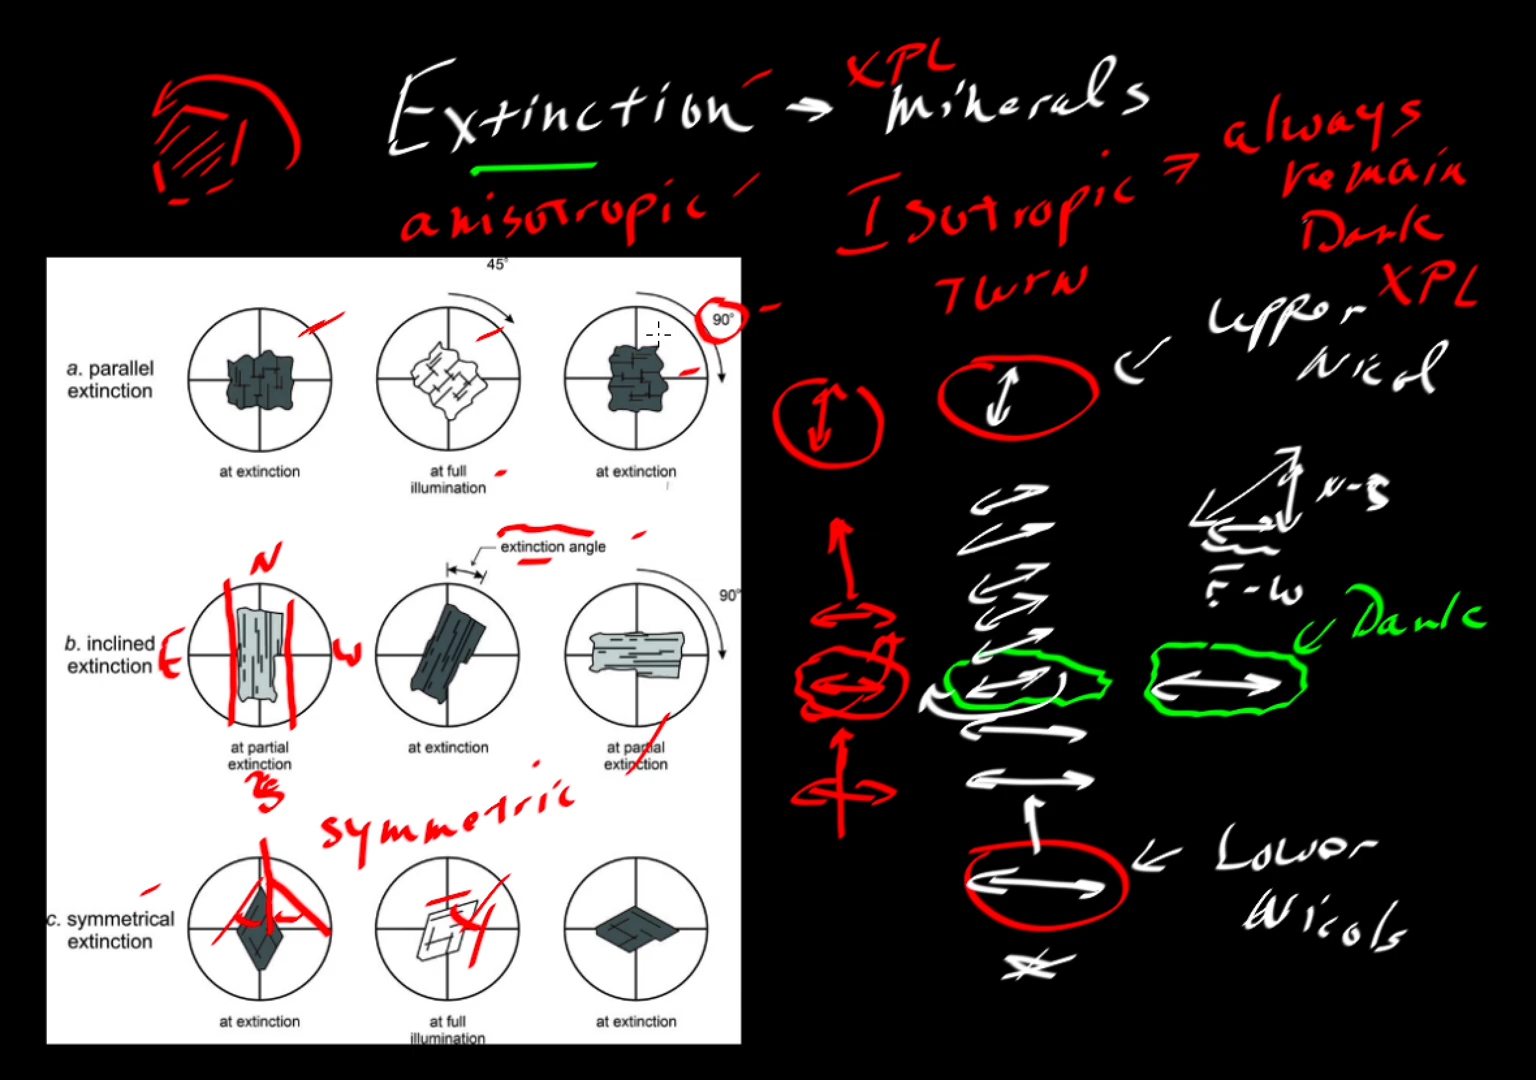 Extinction → XPL Minerals
anisotropic
Isotropic → always
remain
Dark
XPL
TURN
Upper
Nicol
45°
90°
a. parallel
extinction
at extinction
at full
illumination
at extinction
N-S
E-W
Dark
extinction angle
90°
N
b. inclined
extinction
E
W
at partial
extinction
at extinction
at partial
extinction
S
symmetric
Lower
Nicols
c. symmetrical
extinction
at extinction
at full
illumination
at extinction